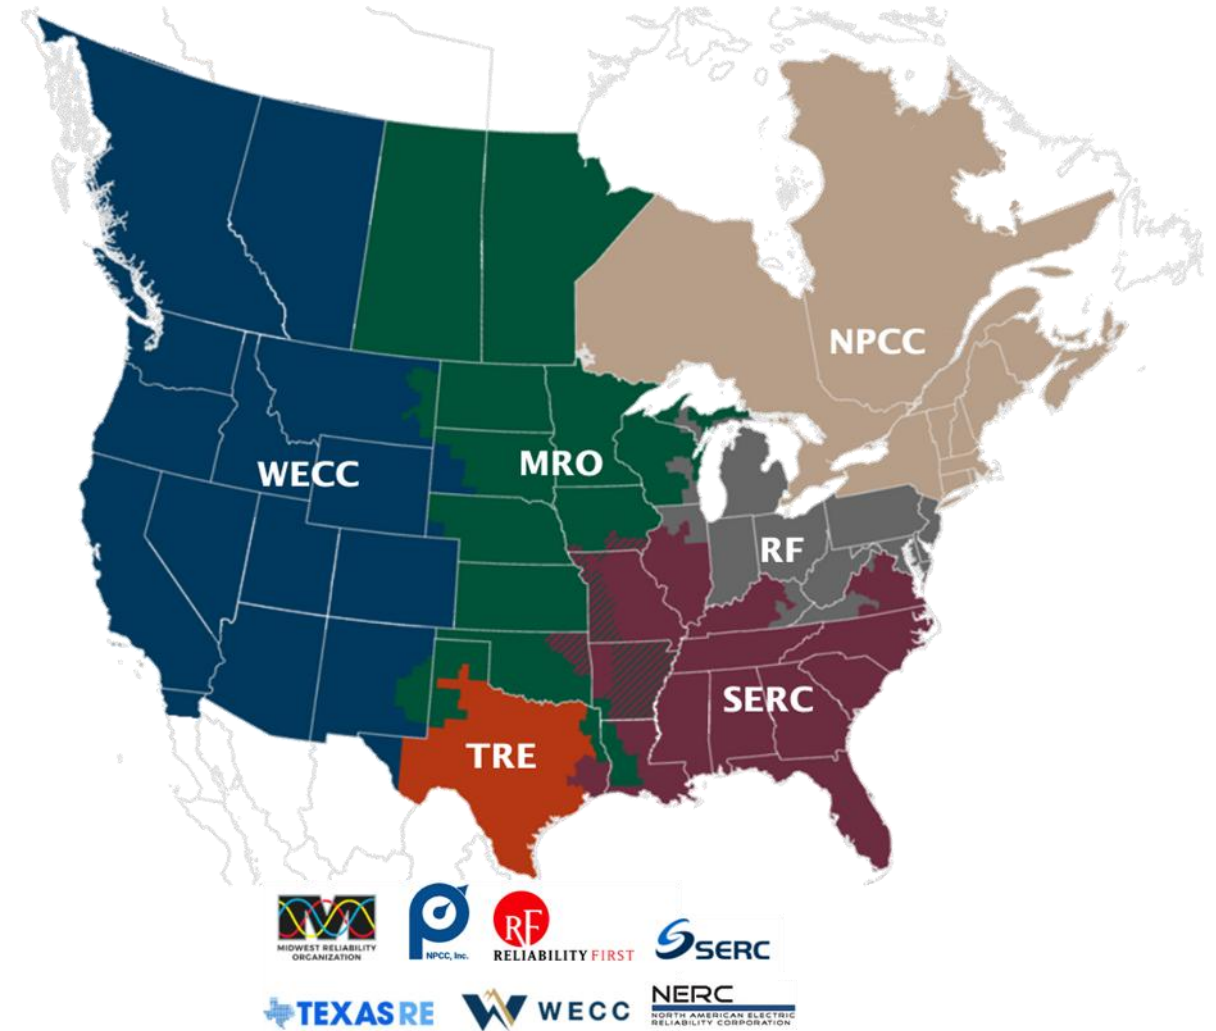 NPCC
WECC
MRO
RF
SERC
TRE
MIDWEST RELIABILITY
ORGANIZATION
NPCC, Inc.
RF
RELIABILITY FIRST
SERC
TEXAS RE
WECC
NERC
NORTH AMERICAN ELECTRIC
RELIABILITY CORPORATION